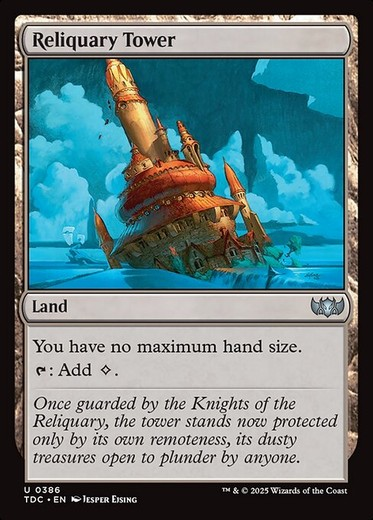 Reliquary Tower
Land
You have no maximum hand size.
: Add .
Once guarded by the Knights of the
Reliquary, the tower stands now protected
only by its own remoteness, its dusty
treasures open to plunder by anyone.
U 0386
TDC • EN Jesper Eising
™ & © 2025 Wizards of the Coast